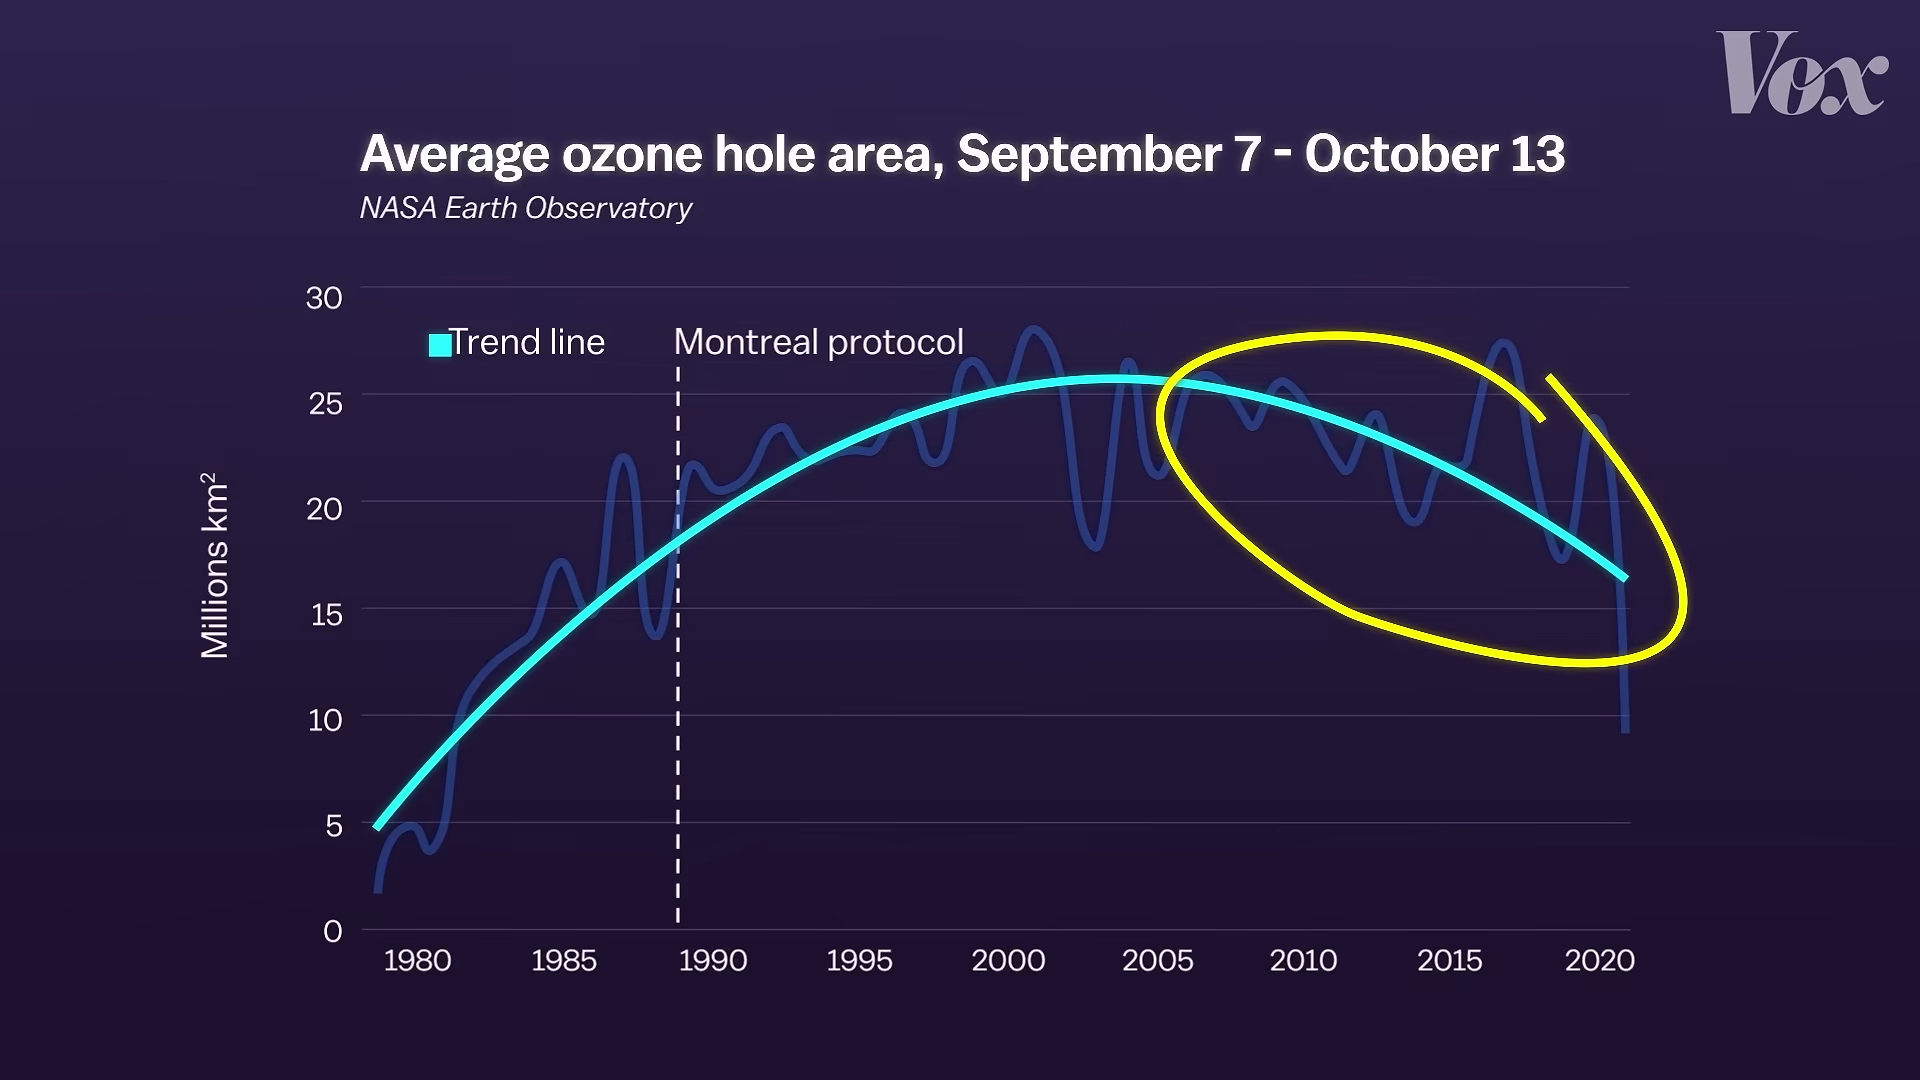 Vox
Average ozone hole area, September 7 - October 13
NASA Earth Observatory
30
Trend line
Montreal protocol
25
20
Millions km²
15
10
5
0
1980 1985 1990 1995 2000 2005 2010 2015 2020